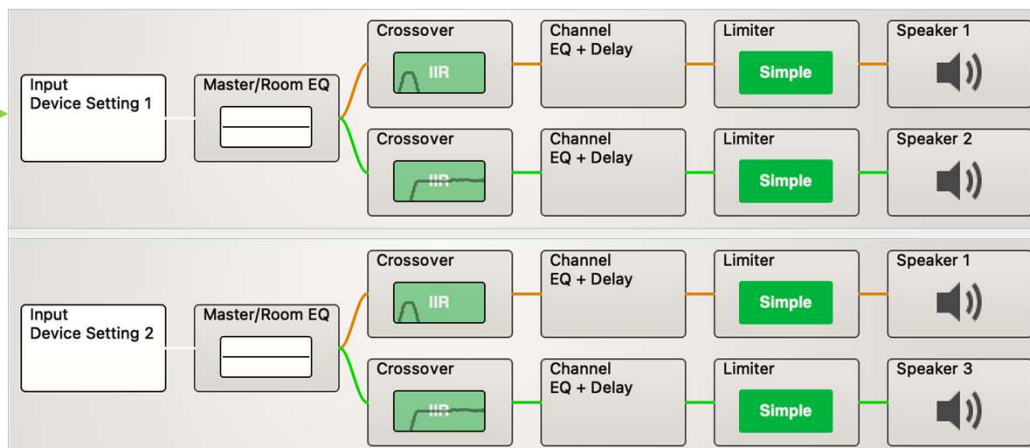 Input
Device Setting 1
Master/Room EQ
Crossover
IIR
Channel
EQ + Delay
Limiter
Simple
Speaker 1
Crossover
IIR
Channel
EQ + Delay
Limiter
Simple
Speaker 2
Input
Device Setting 2
Master/Room EQ
Crossover
IIR
Channel
EQ + Delay
Limiter
Simple
Speaker 1
Crossover
IIR
Channel
EQ + Delay
Limiter
Simple
Speaker 3